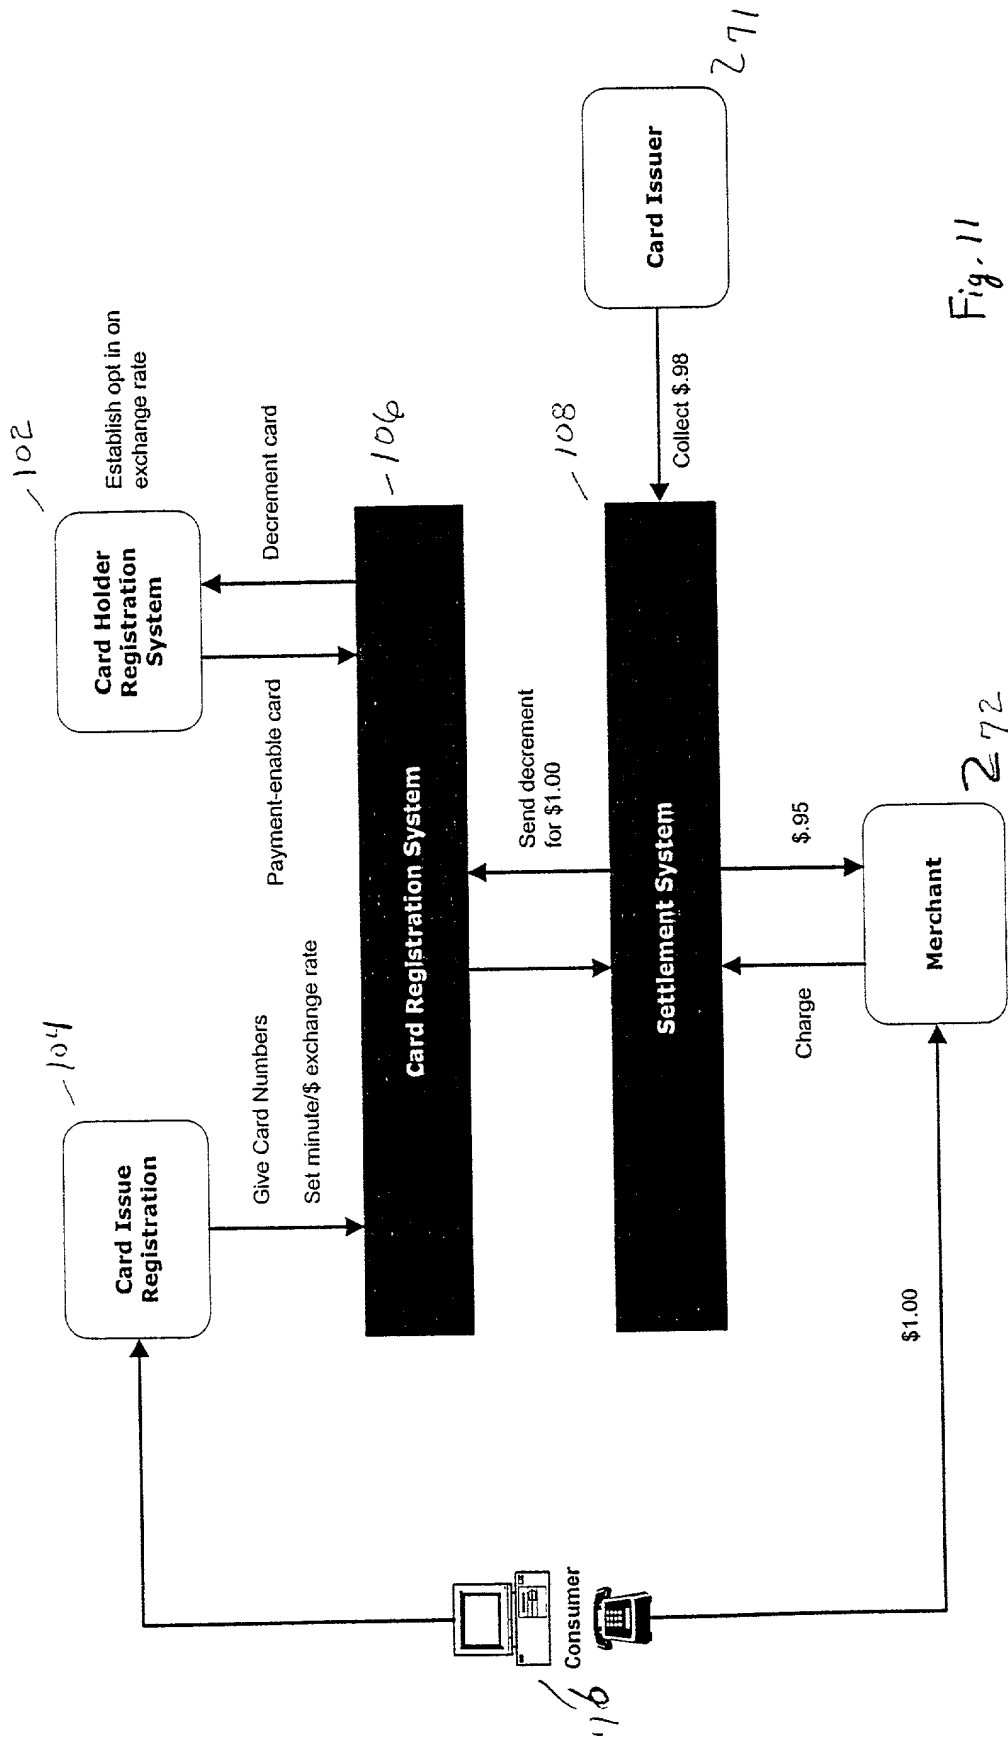 104
Card Issue
Registration
Give Card Numbers
Set minute/$ exchange rate
102
Card Holder
Registration
System
Establish opt in on
exchange rate
Payment-enable card
Decrement card
Card Registration System
106
Send decrement
for $1.00
Settlement System
108
Collect $.98
Card Issuer
271
Consumer
116
Charge
$.95
$1.00
Merchant
272
Fig. 11